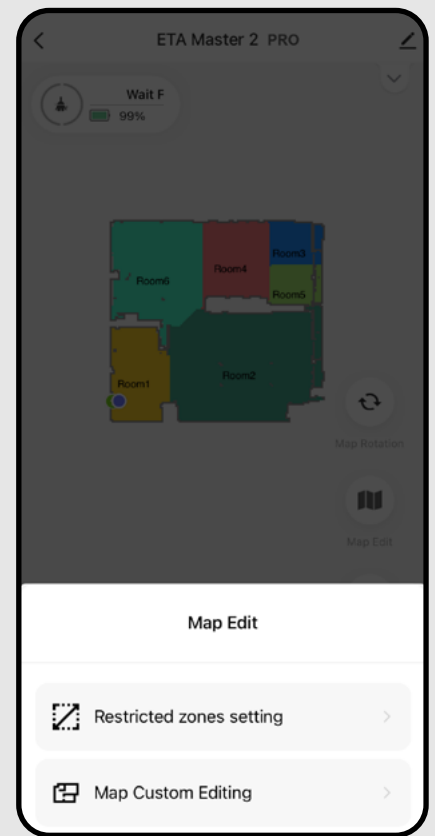 ETA Master 2 PRO
Wait F
99%
Room6
Room4
Room3
Room5
Room1
Room2
Map Rotation
Map Edit
Map Edit
Restricted zones setting
Map Custom Editing